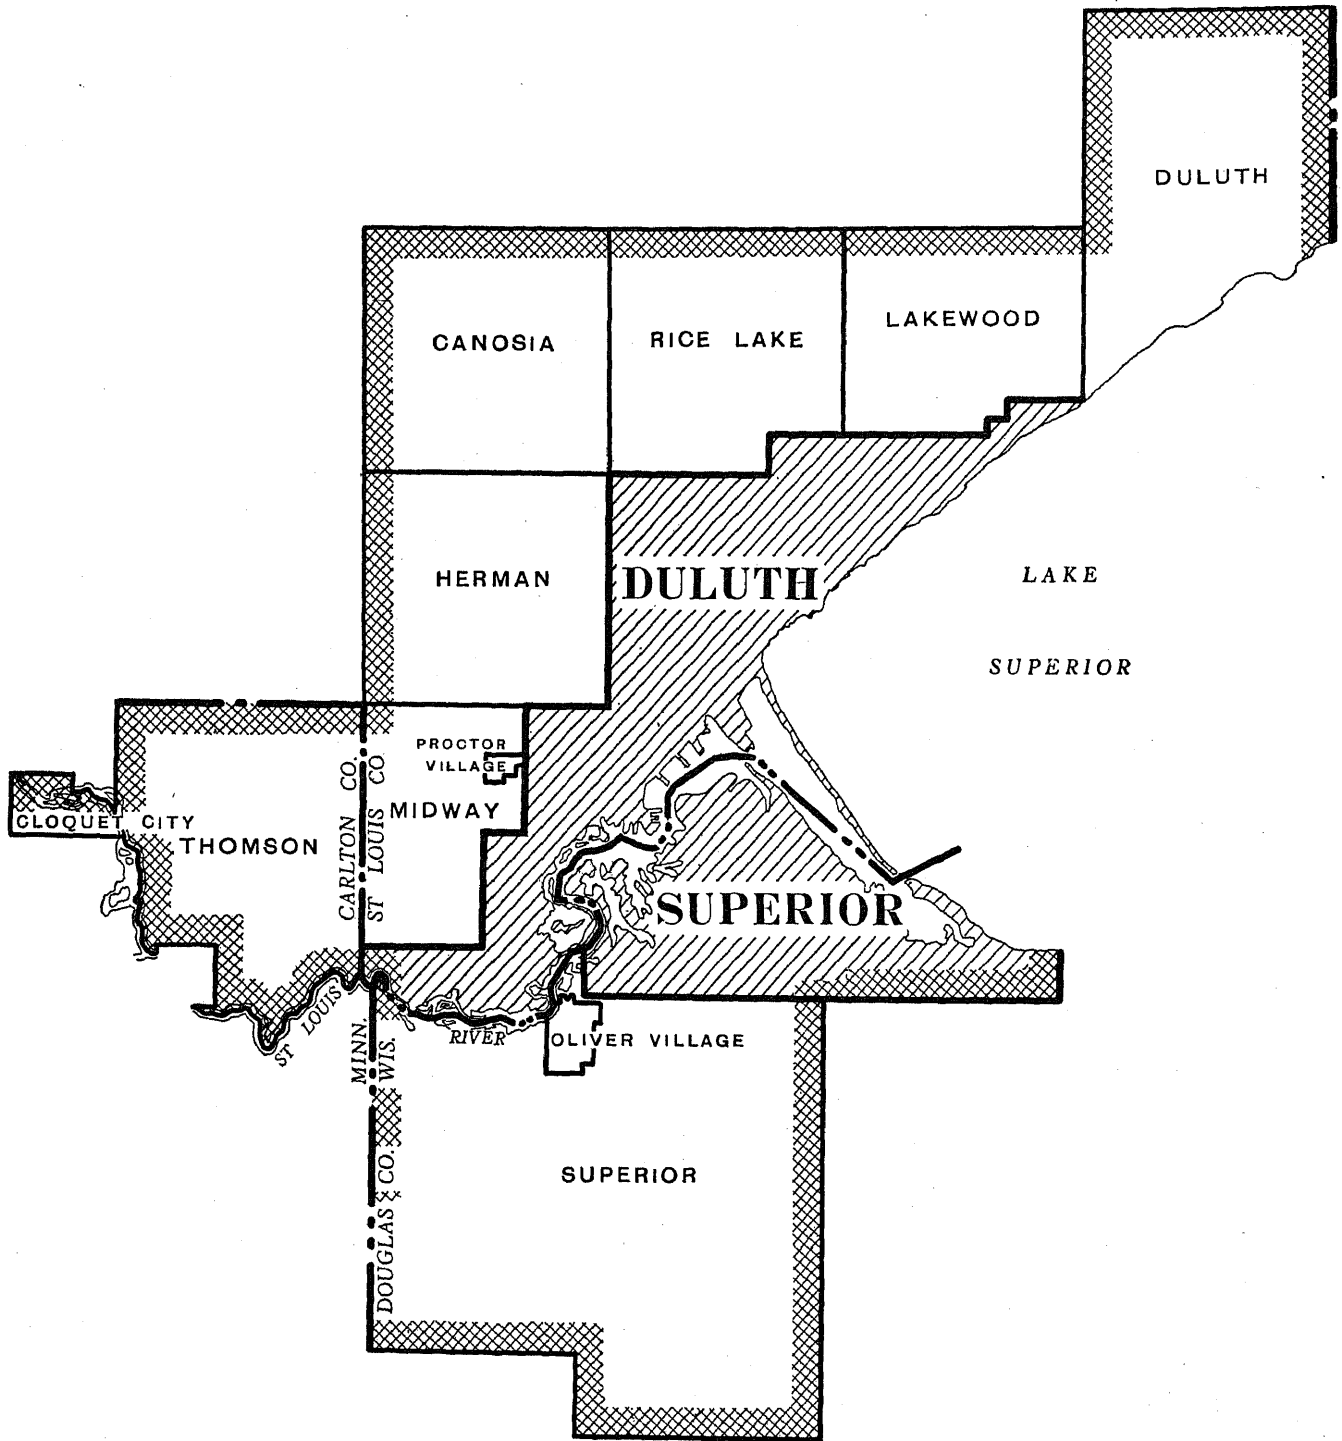 DULUTH
CANOSIA
RICE LAKE
LAKEWOOD
HERMAN
DULUTH
LAKE
SUPERIOR
PROCTOR
VILLAGE
MIDWAY
CLOQUET CITY
THOMSON
CARLTON CO.
ST LOUIS CO
SUPERIOR
ST LOUIS
RIVER
MINN.
WIS.
OLIVER VILLAGE
SUPERIOR
DOUGLAS CO.